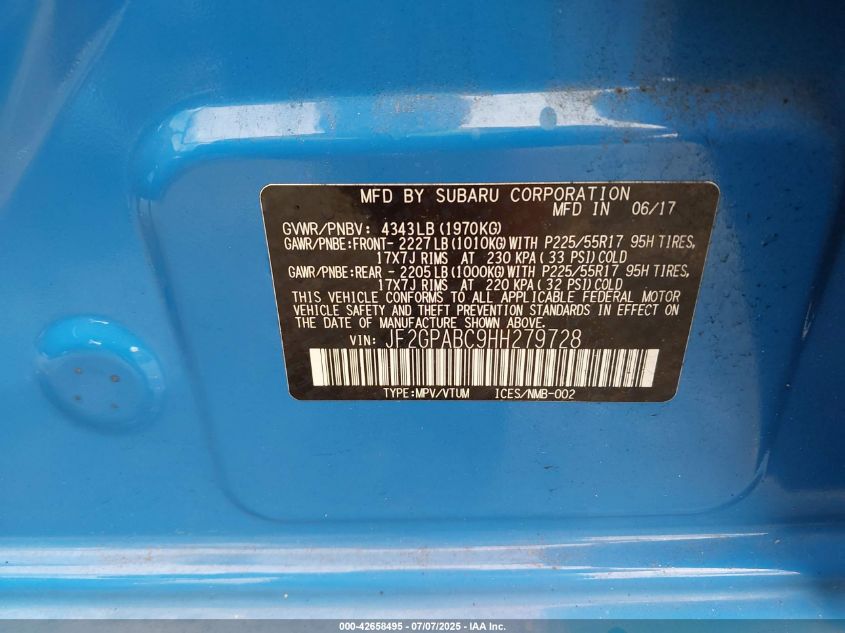 MFD BY SUBARU CORPORATION
MFD IN 06/17
GVWR/PNBV: 4343LB(1970KG)
GAWR/PNBE:FRONT- 2227LB(1010KG)WITH P225/55R17 95H TIRES,
17X7J RIMS AT 230 KPA(33 PSI)COLD
GAWR/PNBE:REAR - 2205LB(1000KG)WITH P225/55R17 95H TIRES,
17X7J RIMS AT 220 KPA(32 PSI)COLD
THIS VEHICLE CONFORMS TO ALL APPLICABLE FEDERAL MOTOR
VEHICLE SAFETY AND THEFT PREVENTION STANDARDS IN EFFECT ON
THE DATE OF MANUFACTURE SHOWN ABOVE.
VIN: JF2GPABC9HH279728
TYPE:MPV/VTUM ICES/NMB-002
000-42658495 - 07/07/2025 - IAA Inc.